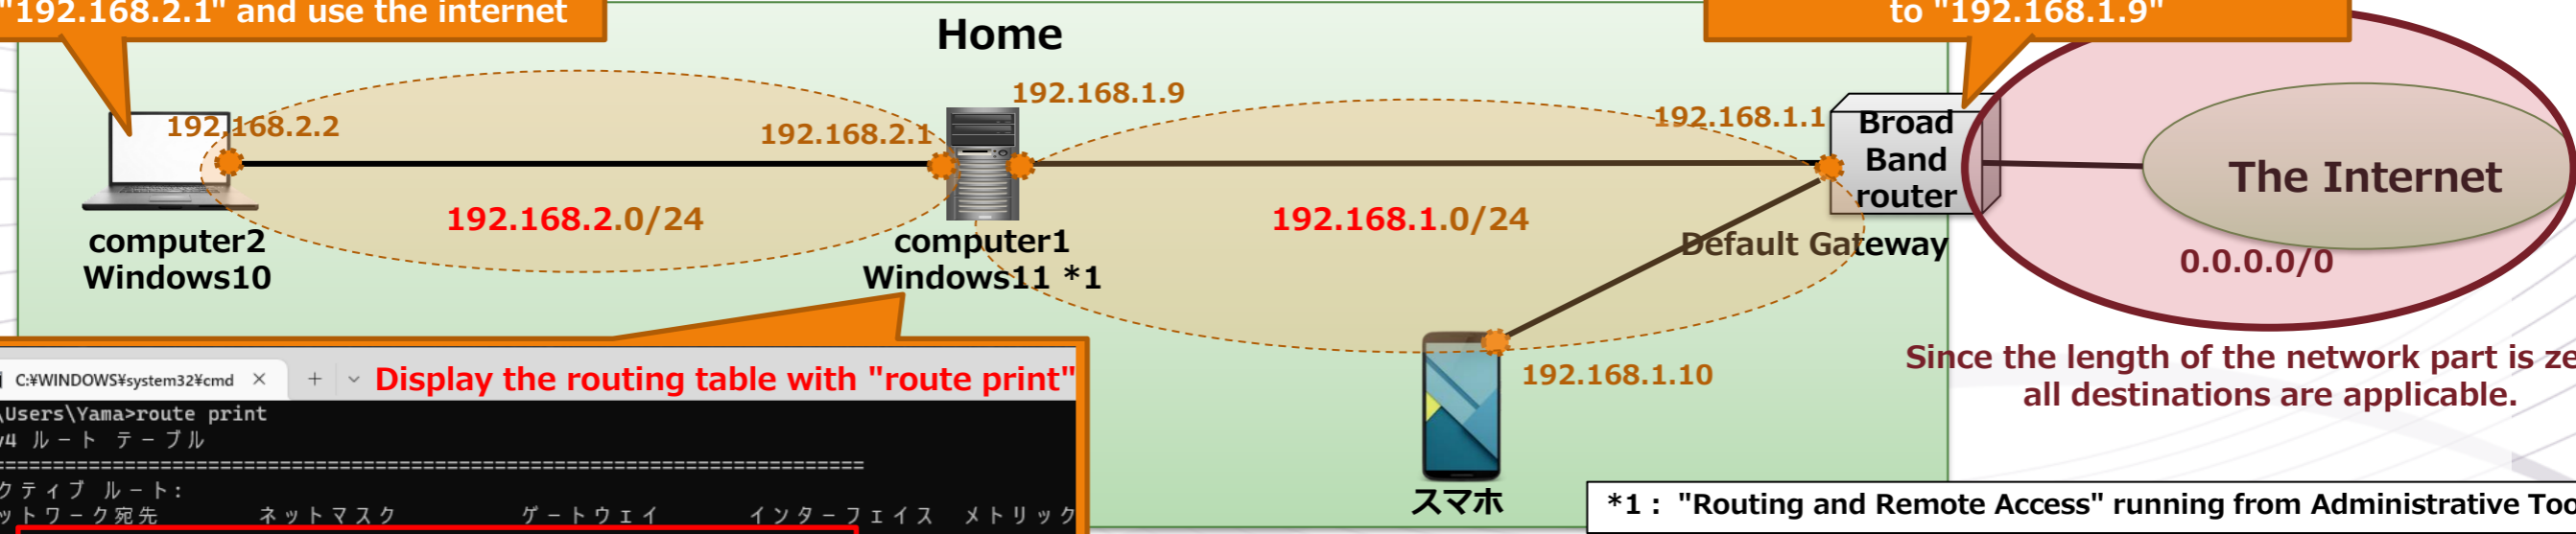 "192.168.2.1" and use the internet
to "192.168.1.9"
Home
192.168.2.2
192.168.2.1
192.168.1.9
192.168.1.1
Broad
Band
router
The Internet
192.168.2.0/24
192.168.1.0/24
computer2
Windows10
computer1
Windows11 *1
Default Gateway
0.0.0.0/0
192.168.1.10
スマホ
Since the length of the network part is
all destinations are applicable.
C:¥WINDOWS¥system32¥cmd × + Display the routing table with "route print"
\Users\Yama>route print
v4 ルート テーブル
===========================================================================
クティブ ルート:
ットワーク宛先 ネットマスク ゲートウェイ インターフェイス メトリック
*1 : "Routing and Remote Access" running from Administrative